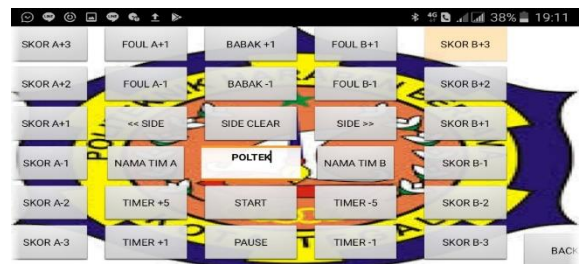 4G 38% 19:11
SKOR A+3 FOUL A+1 BABAK +1 FOUL B+1 SKOR B+3
SKOR A+2 FOUL A-1 BABAK -1 FOUL B-1 SKOR B+2
SKOR A+1 << SIDE SIDE CLEAR SIDE >> SKOR B+1
SKOR A-1 NAMA TIM A POLTEK NAMA TIM B SKOR B-1
SKOR A-2 TIMER +5 START TIMER -5 SKOR B-2
SKOR A-3 TIMER +1 PAUSE TIMER -1 SKOR B-3
BACK